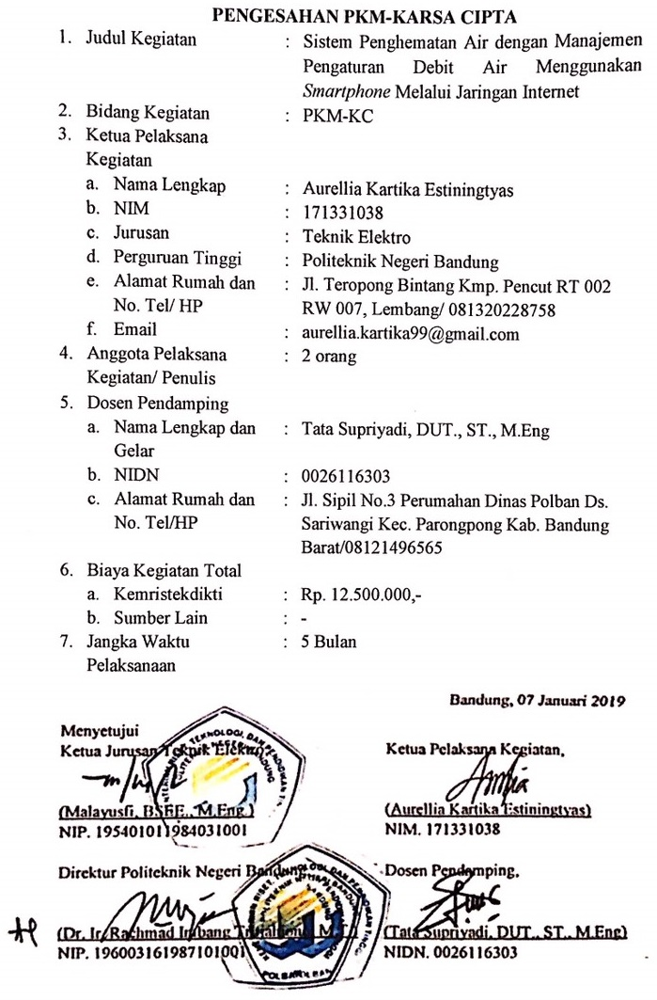 PENGESAHAN PKM-KARSA CIPTA
1. Judul Kegiatan : Sistem Penghematan Air dengan Manajemen
Pengaturan Debit Air Menggunakan
Smartphone Melalui Jaringan Internet
2. Bidang Kegiatan : PKM-KC
3. Ketua Pelaksana
Kegiatan
a. Nama Lengkap : Aurellia Kartika Estiningtyas
b. NIM : 171331038
c. Jurusan : Teknik Elektro
d. Perguruan Tinggi : Politeknik Negeri Bandung
e. Alamat Rumah dan : Jl. Teropong Bintang Kmp. Pencut RT 002
No. Tel/ HP RW 007, Lembang/ 081320228758
f. Email : aurellia.kartika99@gmail.com
4. Anggota Pelaksana : 2 orang
Kegiatan/ Penulis
5. Dosen Pendamping
a. Nama Lengkap dan : Tata Supriyadi, DUT., ST., M.Eng
Gelar
b. NIDN : 0026116303
c. Alamat Rumah dan : Jl. Sipil No.3 Perumahan Dinas Polban Ds.
No. Tel/HP Sariwangi Kec. Parongpong Kab. Bandung
Barat/08121496565
6. Biaya Kegiatan Total
a. Kemristekdikti : Rp. 12.500.000,-
b. Sumber Lain : -
7. Jangka Waktu : 5 Bulan
Pelaksanaan
Bandung, 07 Januari 2019
Menyetujui
Ketua Jurusan Teknik Elektro Ketua Pelaksana Kegiatan,
(Malayusfi, BSEE., M.Eng.) (Aurellia Kartika Estiningtyas)
NIP. 195401011984031001 NIM. 171331038
Direktur Politeknik Negeri Bandung Dosen Pendamping,
(Dr. Ir. Rachmad M.T.) (Tata Supriyadi, DUT., ST., M.Eng)
NIP. 196003161987101001 NIDN. 0026116303
POLBAN